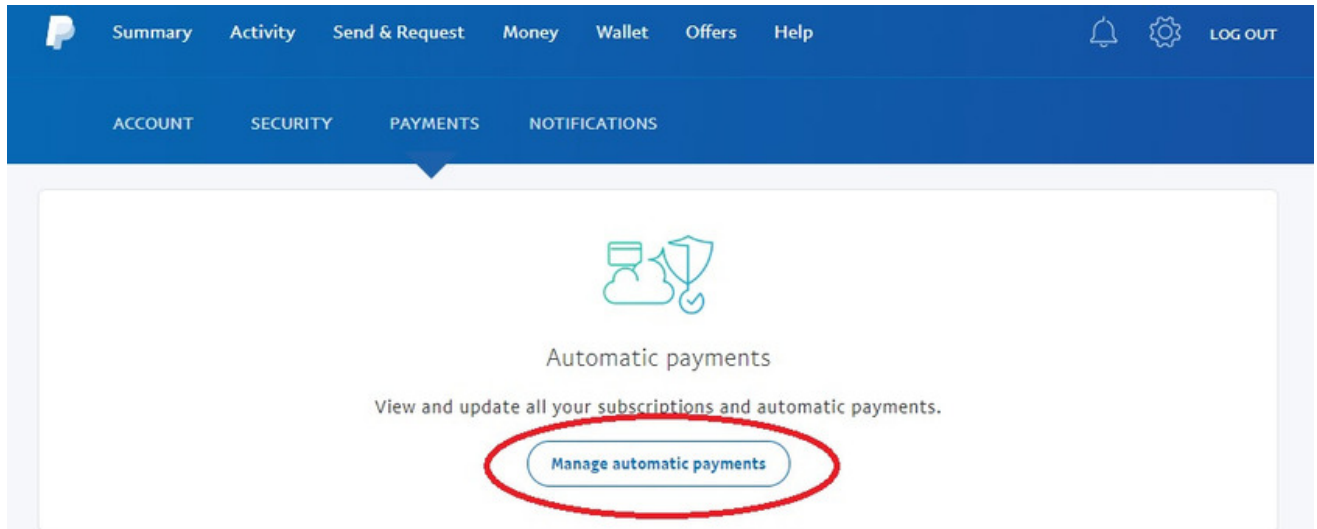 Summary Activity Send & Request Money Wallet Offers Help LOG OUT
ACCOUNT SECURITY PAYMENTS NOTIFICATIONS
Automatic payments
View and update all your subscriptions and automatic payments.
Manage automatic payments